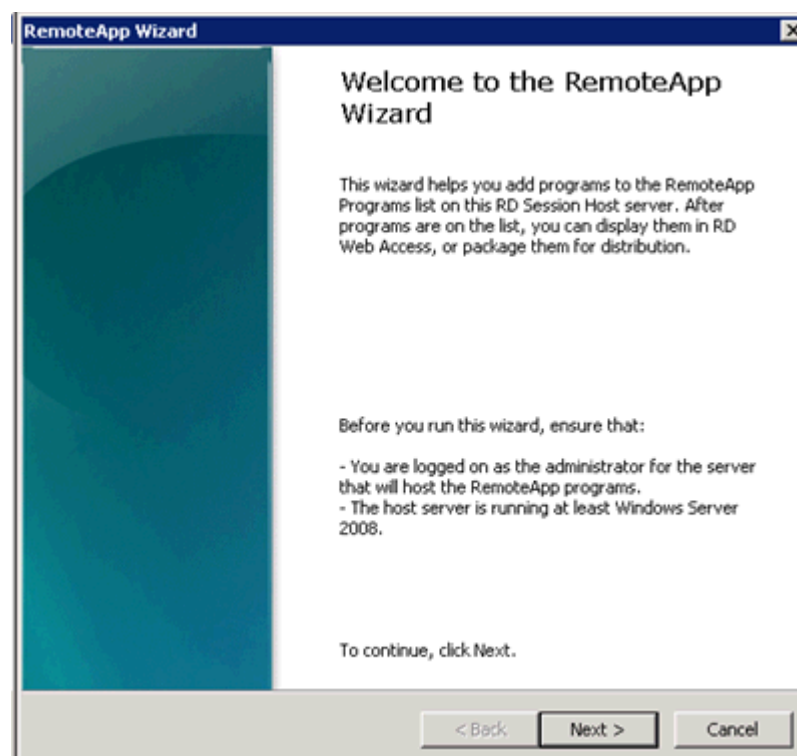 RemoteApp Wizard
Welcome to the RemoteApp
Wizard
This wizard helps you add programs to the RemoteApp
Programs list on this RD Session Host server. After
programs are on the list, you can display them in RD
Web Access, or package them for distribution.
Before you run this wizard, ensure that:
- You are logged on as the administrator for the server
that will host the RemoteApp programs.
- The host server is running at least Windows Server
2008.
To continue, click Next.
< Back
Next >
Cancel